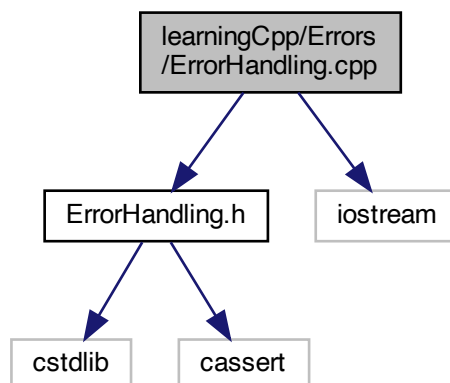 learningCpp/Errors
/ErrorHandling.cpp
ErrorHandling.h
iostream
cstdlib
cassert